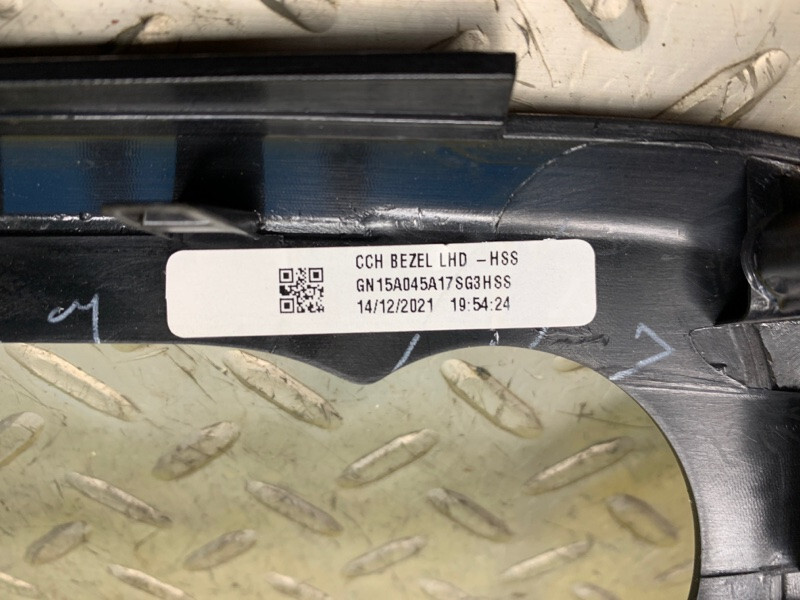 CCH BEZEL LHD -HSS
GN15A045A17SG3HSS
14/12/2021 19:54:24